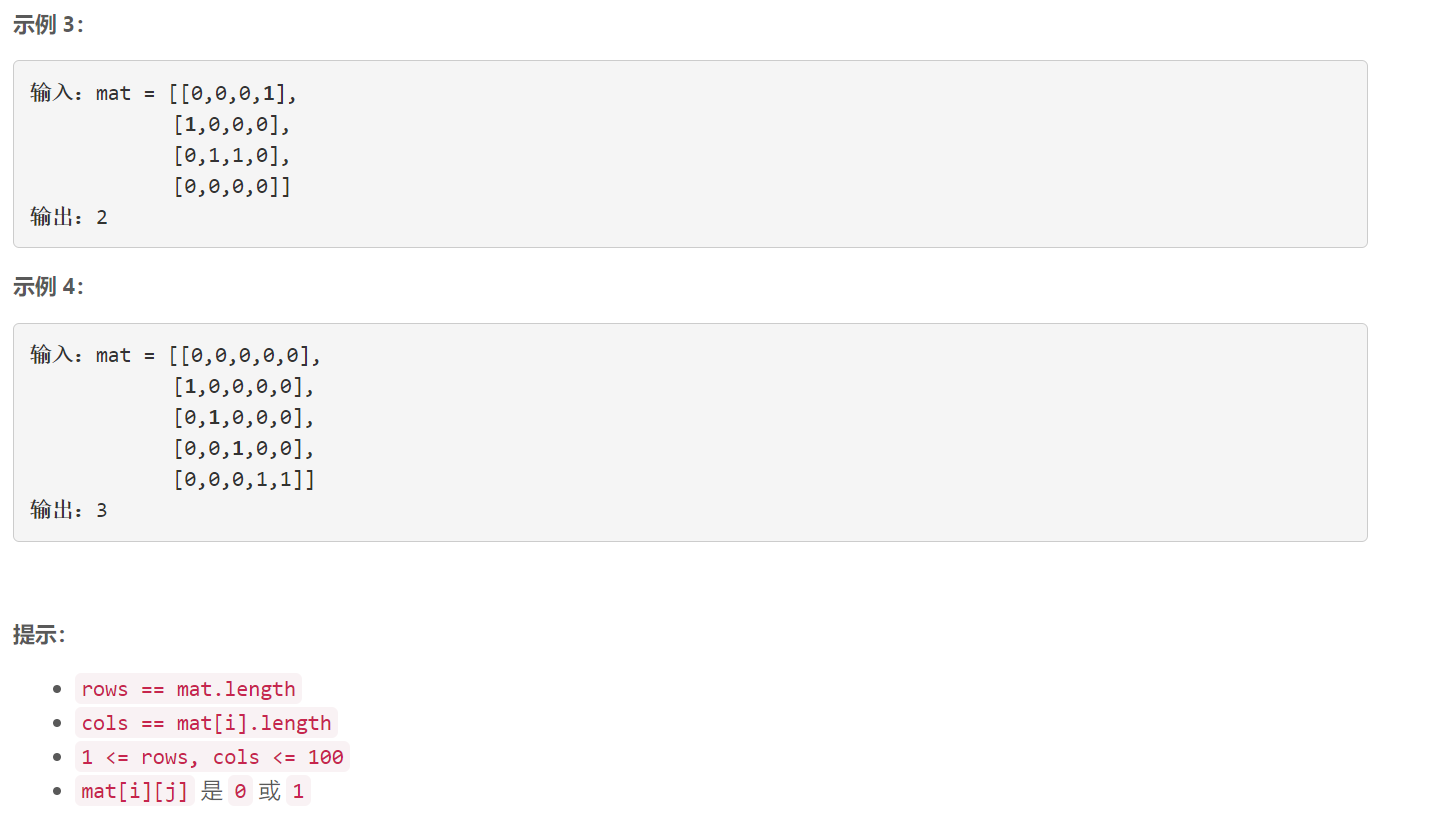 示例 3：
输入：mat = [[0,0,0,1],
[1,0,0,0],
[0,1,1,0],
[0,0,0,0]]
输出：2
示例 4：
输入：mat = [[0,0,0,0,0],
[1,0,0,0,0],
[0,1,0,0,0],
[0,0,1,0,0],
[0,0,0,1,1]]
输出：3
提示：
rows == mat.length
cols == mat[i].length
1 <= rows, cols <= 100
mat[i][j] 是 0 或 1